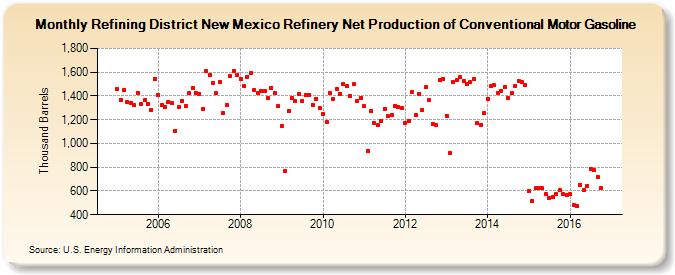 Monthly Refining District New Mexico Refinery Net Production of Conventional Motor Gasoline
Thousand Barrels
1,800
1,600
1,400
1,200
1,000
800
600
400
2006 2008 2010 2012 2014 2016
Source: U.S. Energy Information Administration